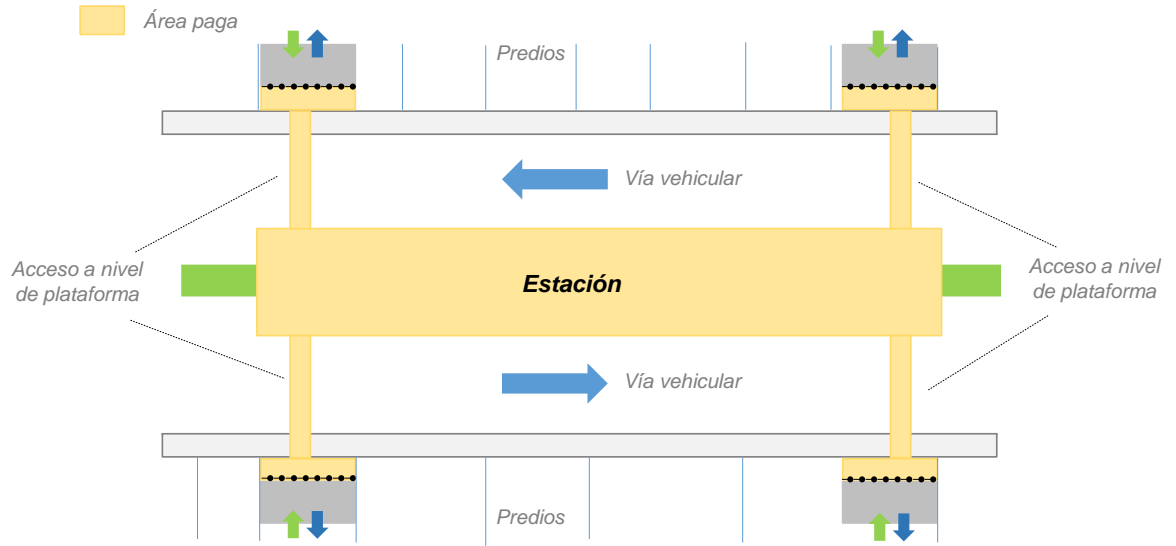 Área paga
Predios
Vía vehicular
Acceso a nivel
de plataforma
Estación
Acceso a nivel
de plataforma
Vía vehicular
Predios